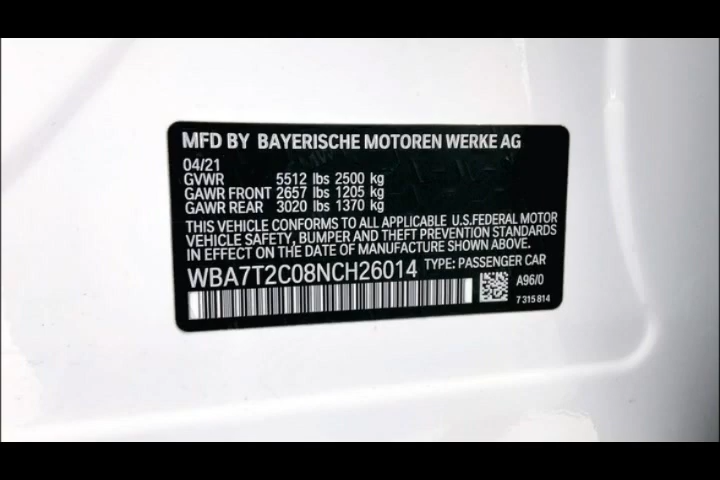 MFD BY BAYERISCHE MOTOREN WERKE AG
04/21
GVWR 5512 lbs 2500 kg
GAWR FRONT 2657 lbs 1205 kg
GAWR REAR 3020 lbs 1370 kg
THIS VEHICLE CONFORMS TO ALL APPLICABLE U.S.FEDERAL MOTOR
VEHICLE SAFETY, BUMPER AND THEFT PREVENTION STANDARDS
IN EFFECT ON THE DATE OF MANUFACTURE SHOWN ABOVE.
WBA7T2C08NCH26014 TYPE: PASSENGER CAR
A96/0
7 315 814